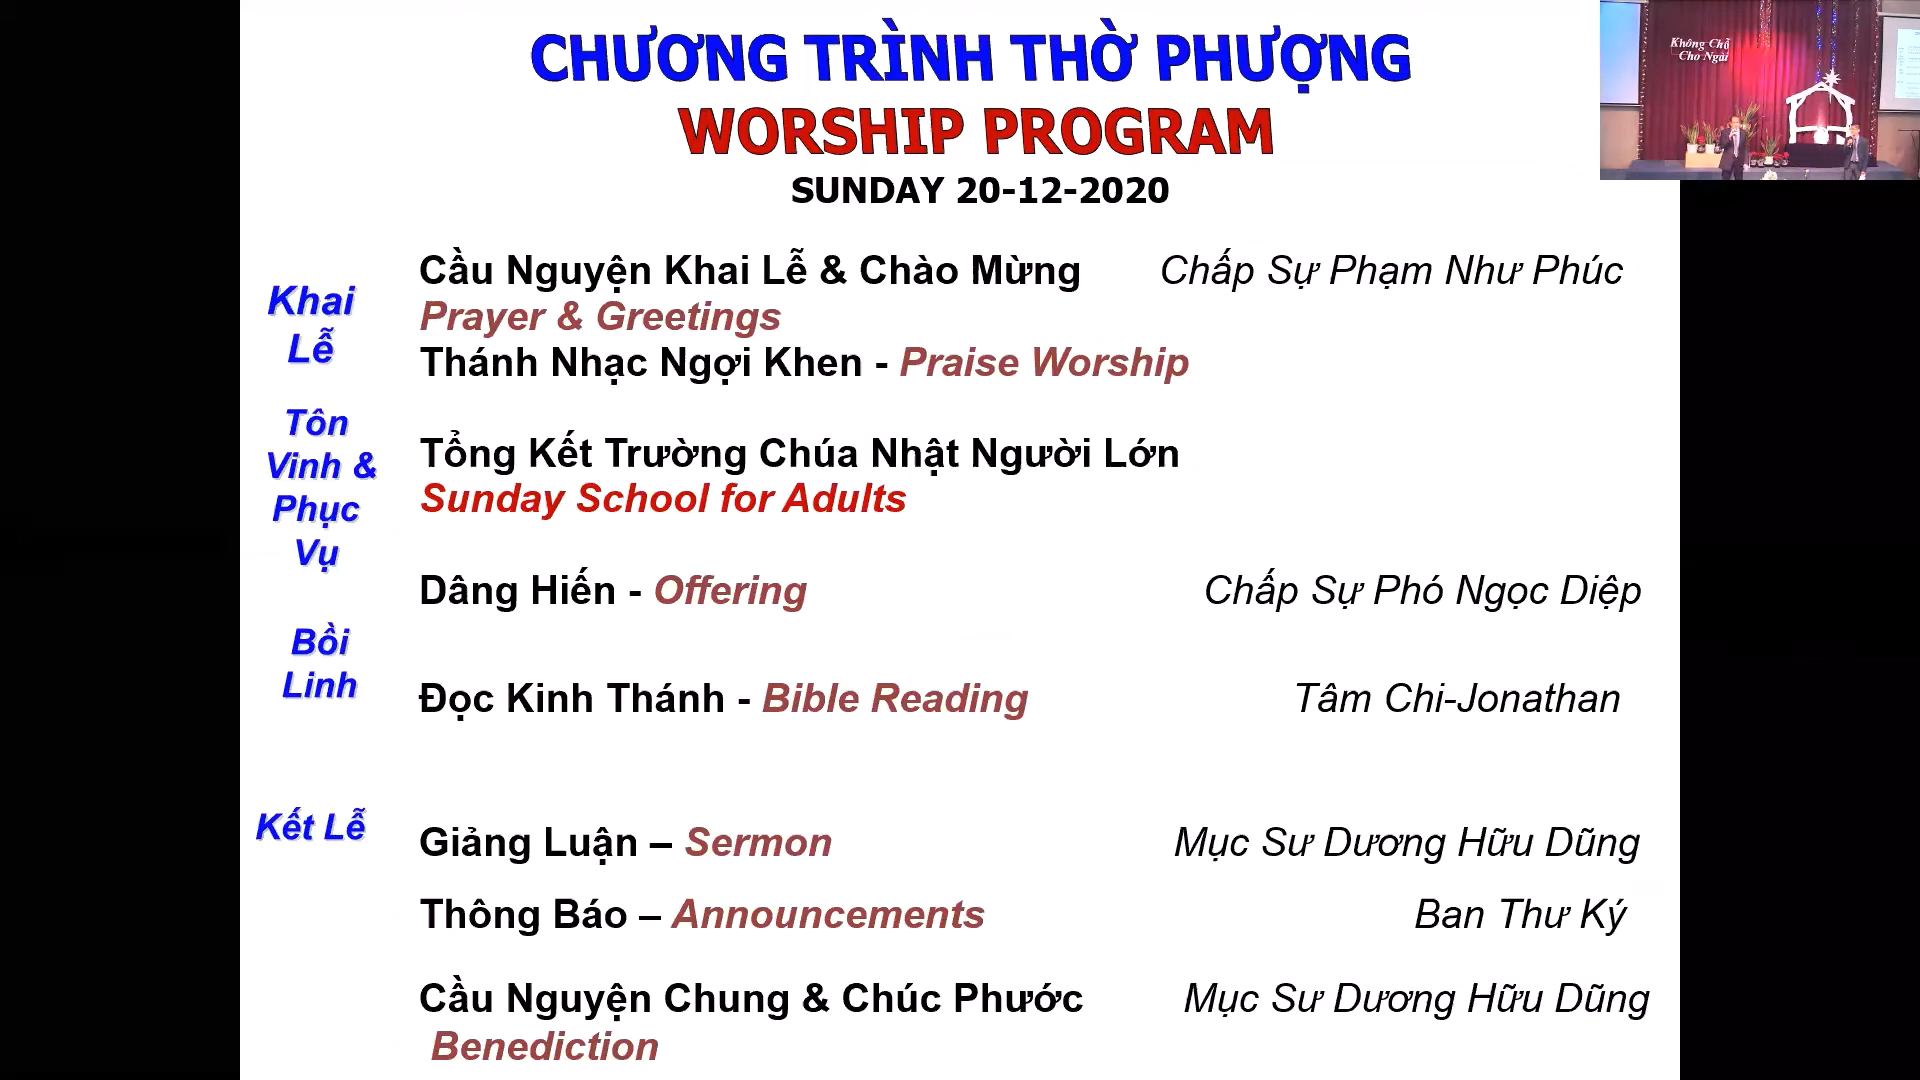 CHƯƠNG TRÌNH THỜ PHƯỢNG
WORSHIP PROGRAM
SUNDAY 20-12-2020
Không Chỗ
Cho Ngài
Khai
Lễ
Cầu Nguyện Khai Lễ & Chào Mừng Chấp Sự Phạm Như Phúc
Prayer & Greetings
Thánh Nhạc Ngợi Khen - Praise Worship
Tôn
Vinh &
Phục
Vụ
Tổng Kết Trường Chúa Nhật Người Lớn
Sunday School for Adults
Dâng Hiến - Offering Chấp Sự Phó Ngọc Diệp
Bồi
Linh
Đọc Kinh Thánh - Bible Reading Tâm Chi-Jonathan
Kết Lễ
Giảng Luận – Sermon Mục Sư Dương Hữu Dũng
Thông Báo – Announcements Ban Thư Ký
Cầu Nguyện Chung & Chúc Phước Mục Sư Dương Hữu Dũng
Benediction